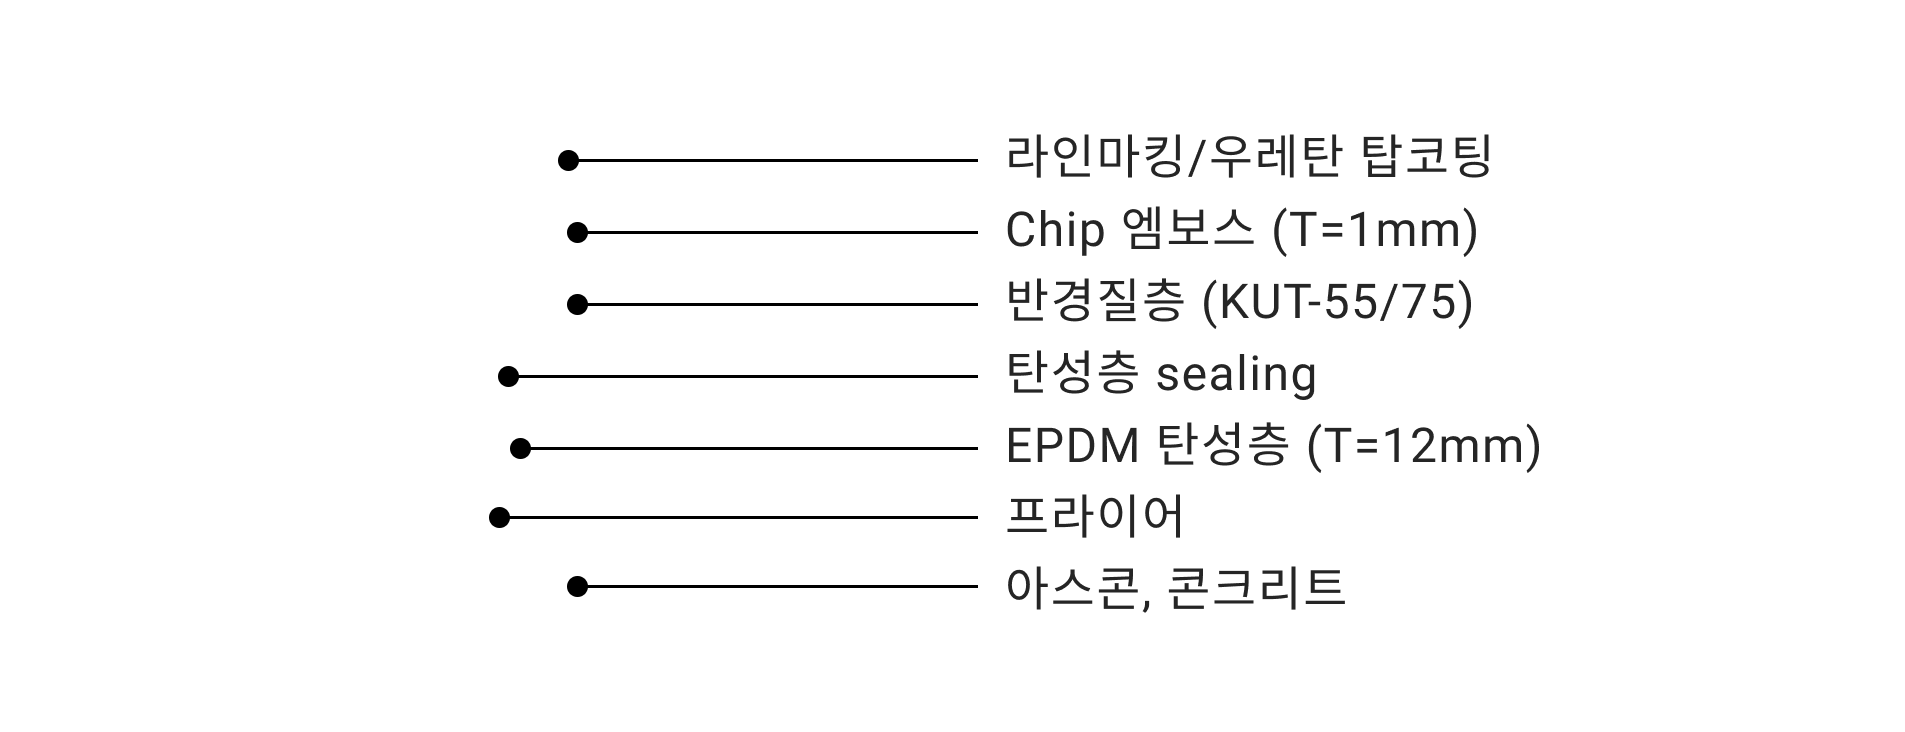 라인마킹/우레탄 탑코팅
Chip 엠보스 (T=1mm)
반경질층 (KUT-55/75)
탄성층 sealing
EPDM 탄성층 (T=12mm)
프라이어
아스콘, 콘크리트